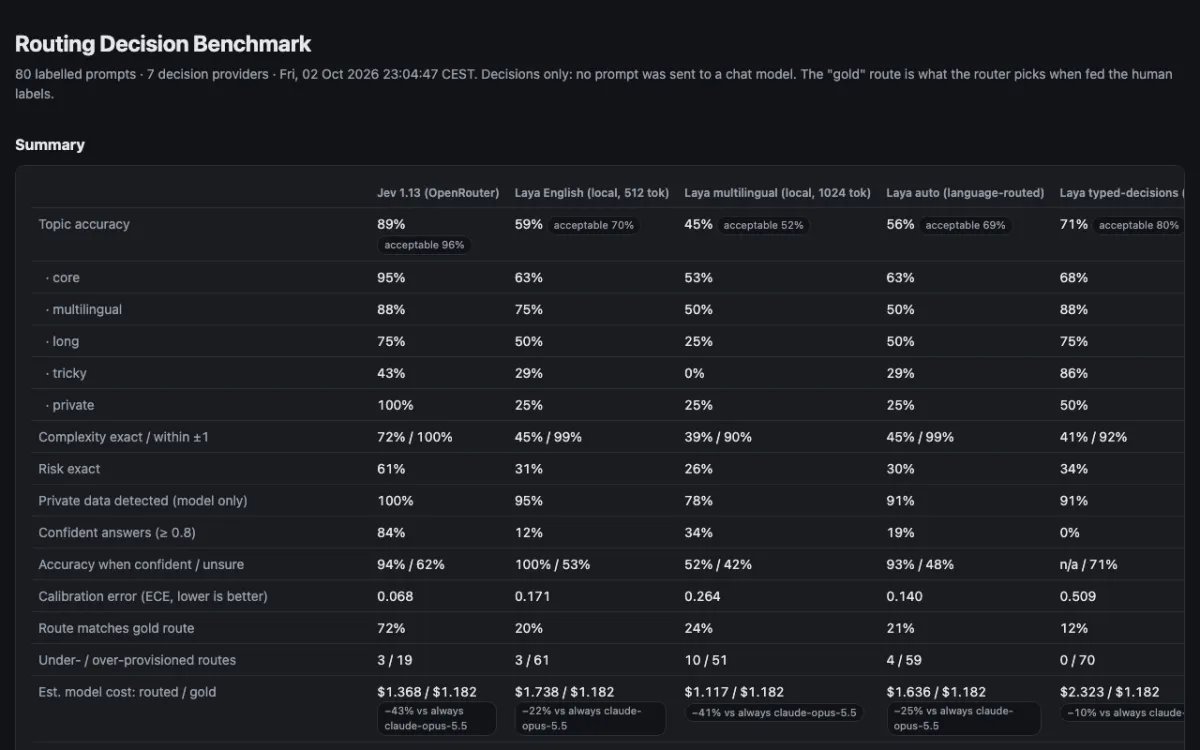 Routing Decision Benchmark
80 labelled prompts · 7 decision providers · Fri, 02 Oct 2026 23:04:47 CEST. Decisions only: no prompt was sent to a chat model. The "gold" route is what the router picks when fed the human
labels.
Summary
Jev 1.13 (OpenRouter) Laya English (local, 512 tok) Laya multilingual (local, 1024 tok) Laya auto (language-routed) Laya typed-decisions (
Topic accuracy 89% 59% acceptable 70% 45% acceptable 52% 56% acceptable 69% 71% acceptable 80%
acceptable 96%
· core 95% 63% 53% 63% 68%
· multilingual 88% 75% 50% 50% 88%
· long 75% 50% 25% 50% 75%
· tricky 43% 29% 0% 29% 86%
· private 100% 25% 25% 25% 50%
Complexity exact / within ±1 72% / 100% 45% / 99% 39% / 90% 45% / 99% 41% / 92%
Risk exact 61% 31% 26% 30% 34%
Private data detected (model only) 100% 95% 78% 91% 91%
Confident answers (≥ 0.8) 84% 12% 34% 19% 0%
Accuracy when confident / unsure 94% / 62% 100% / 53% 52% / 42% 93% / 48% n/a / 71%
Calibration error (ECE, lower is better) 0.068 0.171 0.264 0.140 0.509
Route matches gold route 72% 20% 24% 21% 12%
Under- / over-provisioned routes 3 / 19 3 / 61 10 / 51 4 / 59 0 / 70
Est. model cost: routed / gold $1.368 / $1.182 $1.738 / $1.182 $1.117 / $1.182 $1.636 / $1.182 $2.323 / $1.182
−43% vs always −22% vs always claude- −41% vs always claude-opus-5.5 −25% vs always claude- −10% vs always claude-
claude-opus-5.5 opus-5.5 opus-5.5